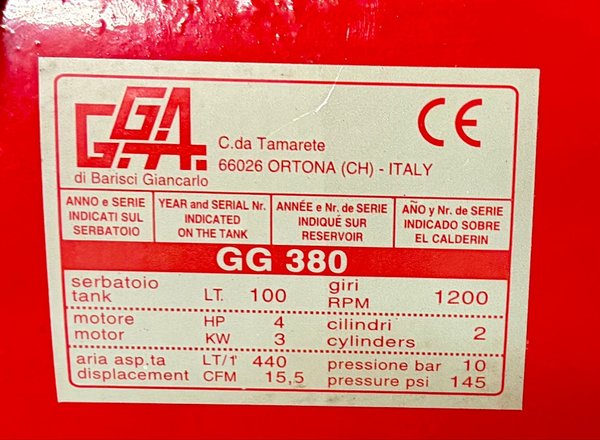 G.G.A.
di Barisci Giancarlo
C.da Tamarete
66026 ORTONA (CH) - ITALY
CE
ANNO e SERIE
INDICATI SUL
SERBATOIO
YEAR and SERIAL Nr.
INDICATED
ON THE TANK
ANNÉE e Nr. de SERIE
INDIQUÉ SUR
RESERVOIR
AÑO y Nr. de SERIE
INDICADO SOBRE
EL CALDERIN
GG 380
serbatoio
tank LT. 100
giri
RPM 1200
motore HP 4
motor KW 3
cilindri
cylinders 2
aria asp.ta LT/1' 440
displacement CFM 15,5
pressione bar 10
pressure psi 145